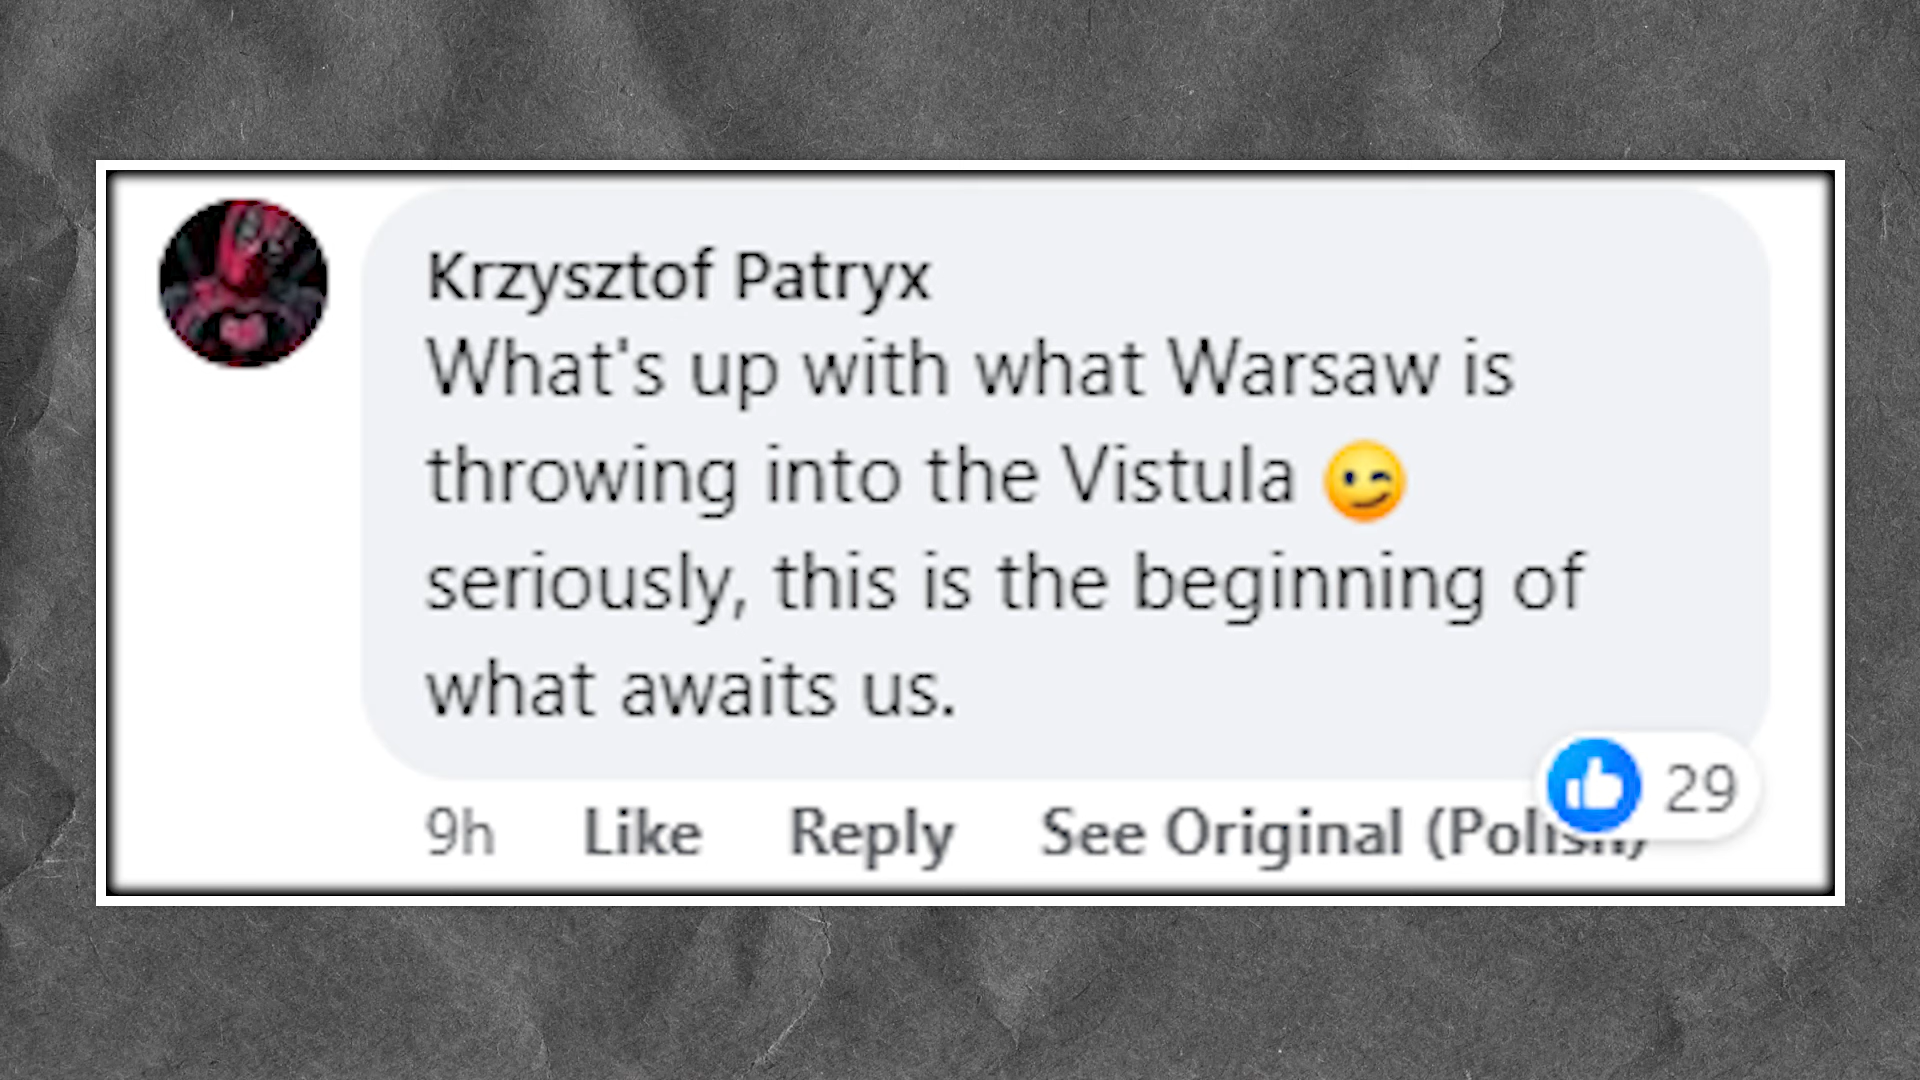 Krzysztof Patryx
What's up with what Warsaw is
throwing into the Vistula 😉
seriously, this is the beginning of
what awaits us.
29
9h Like Reply See Original (Polish)